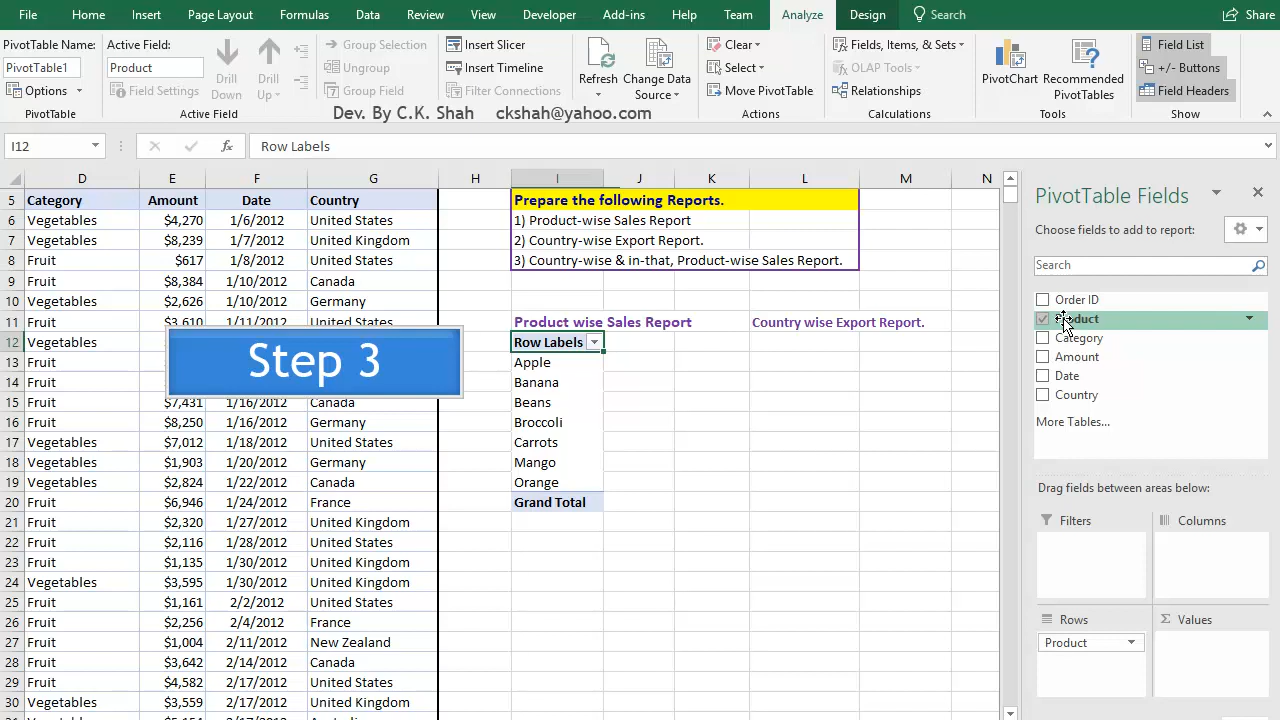 File Home Insert Page Layout Formulas Data Review View Developer Add-ins Help Team Analyze Design Search Share
PivotTable Name: Active Field: Group Selection Insert Slicer Clear Fields, Items, & Sets Field List
PivotTable1 Product Ungroup Insert Timeline Select OLAP Tools +/- Buttons
Options Field Settings Drill Down Drill Up Group Field Filter Connections Refresh Change Data Source Move PivotTable Relationships PivotChart Recommended PivotTables Field Headers
PivotTable Active Field Dev. By C.K. Shah ckshah@yahoo.com Actions Calculations Tools Show
I12 fx Row Labels
D E F G H I J K L M N
5 Category Amount Date Country Prepare the following Reports.
6 Vegetables $4,270 1/6/2012 United States 1) Product-wise Sales Report
7 Vegetables $8,239 1/7/2012 United Kingdom 2) Country-wise Export Report.
8 Fruit $617 1/8/2012 United States 3) Country-wise & in-that, Product-wise Sales Report.
9 Fruit $8,384 1/10/2012 Canada
10 Vegetables $2,626 1/10/2012 Germany
11 Fruit $3,610 1/11/2012 United States Product wise Sales Report Country wise Export Report.
12 Vegetables Row Labels
13 Fruit Apple
14 Fruit Banana
Step 3
15 Fruit $7,431 1/16/2012 Canada Beans
16 Fruit $8,250 1/16/2012 Germany Broccoli
17 Vegetables $7,012 1/18/2012 United States Carrots
18 Vegetables $1,903 1/20/2012 Germany Mango
19 Vegetables $2,824 1/22/2012 Canada Orange
20 Fruit $6,946 1/24/2012 France Grand Total
21 Fruit $2,320 1/27/2012 United Kingdom
22 Fruit $2,116 1/28/2012 United States
23 Fruit $1,135 1/30/2012 United Kingdom
24 Vegetables $3,595 1/30/2012 United Kingdom
25 Fruit $1,161 2/2/2012 United States
26 Fruit $2,256 2/4/2012 France
27 Fruit $1,004 2/11/2012 New Zealand
28 Fruit $3,642 2/14/2012 Canada
29 Fruit $4,582 2/17/2012 United States
30 Vegetables $3,559 2/17/2012 United States
PivotTable Fields
Choose fields to add to report:
Search
Order ID
Product
Category
Amount
Date
Country
More Tables...
Drag fields between areas below:
Filters Columns
Rows Σ Values
Product